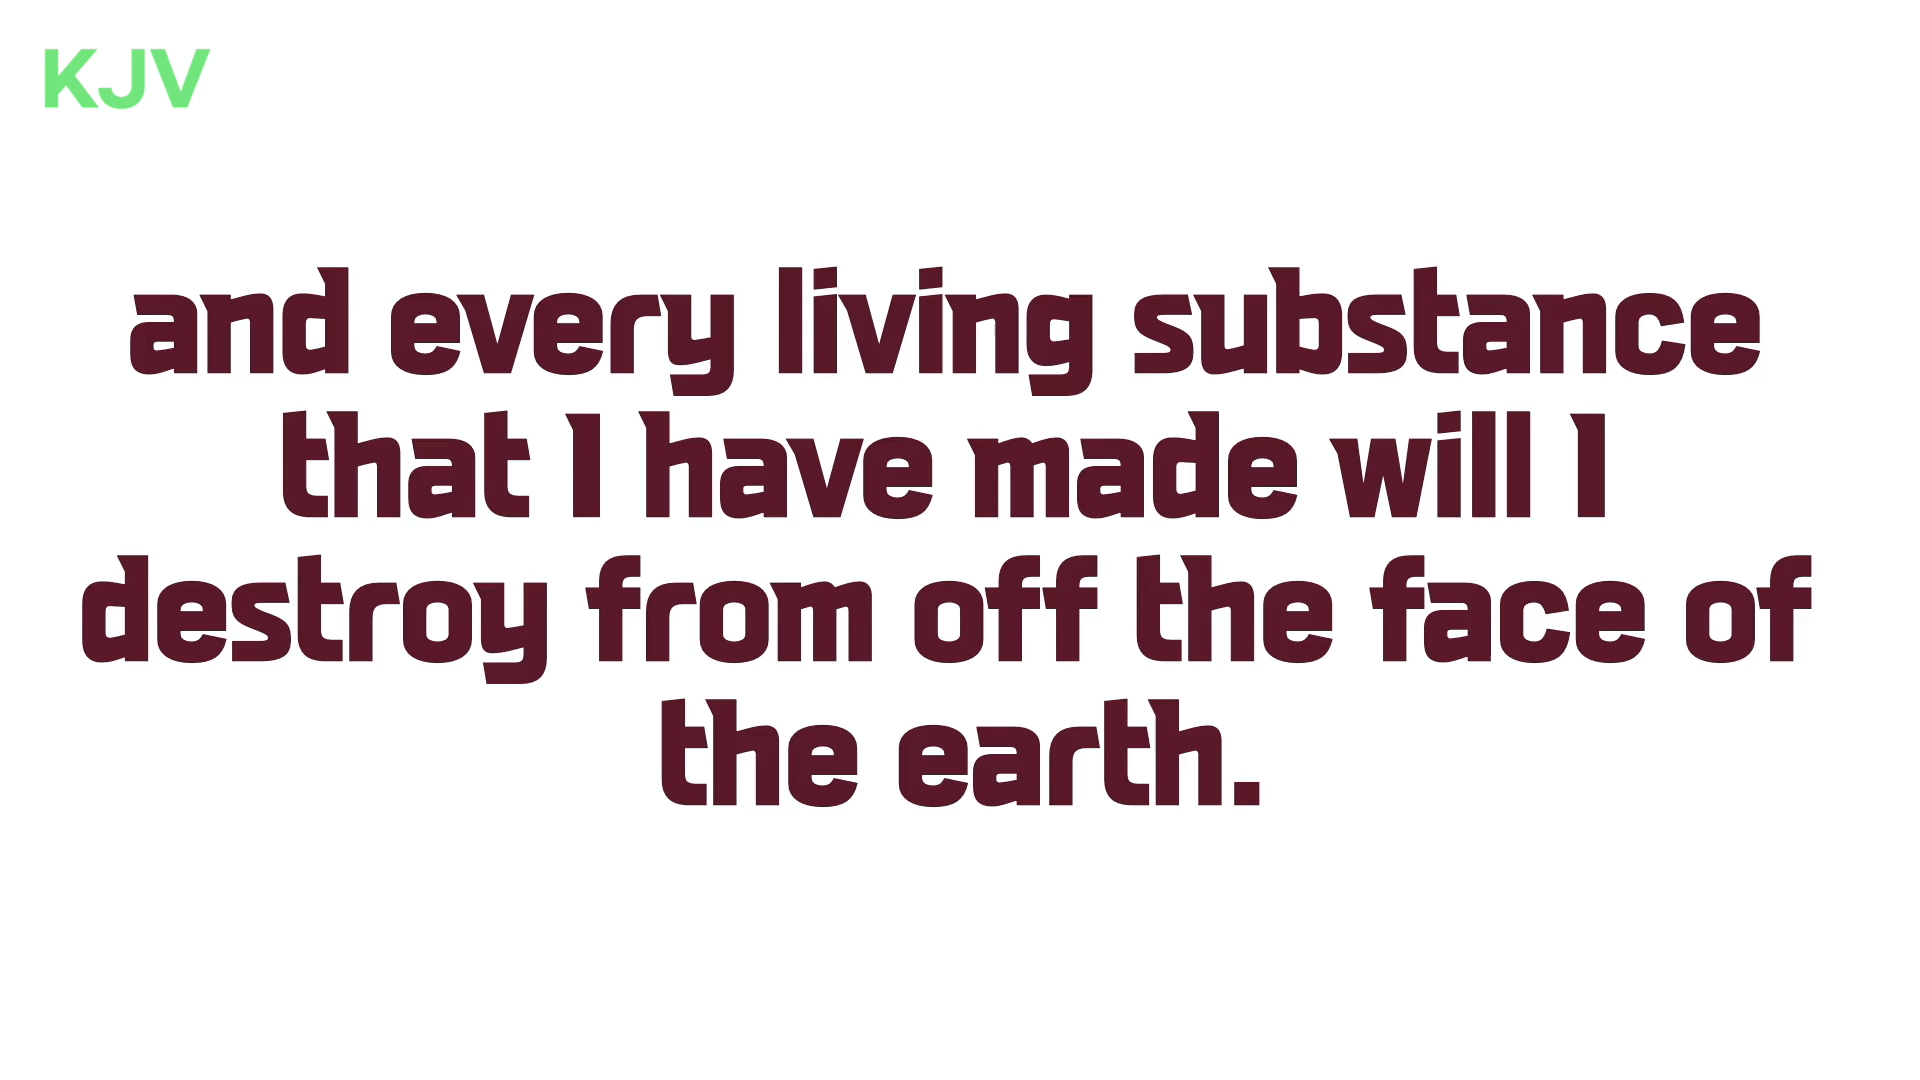 KJV
and every living substance
that I have made will I
destroy from off the face of
the earth.